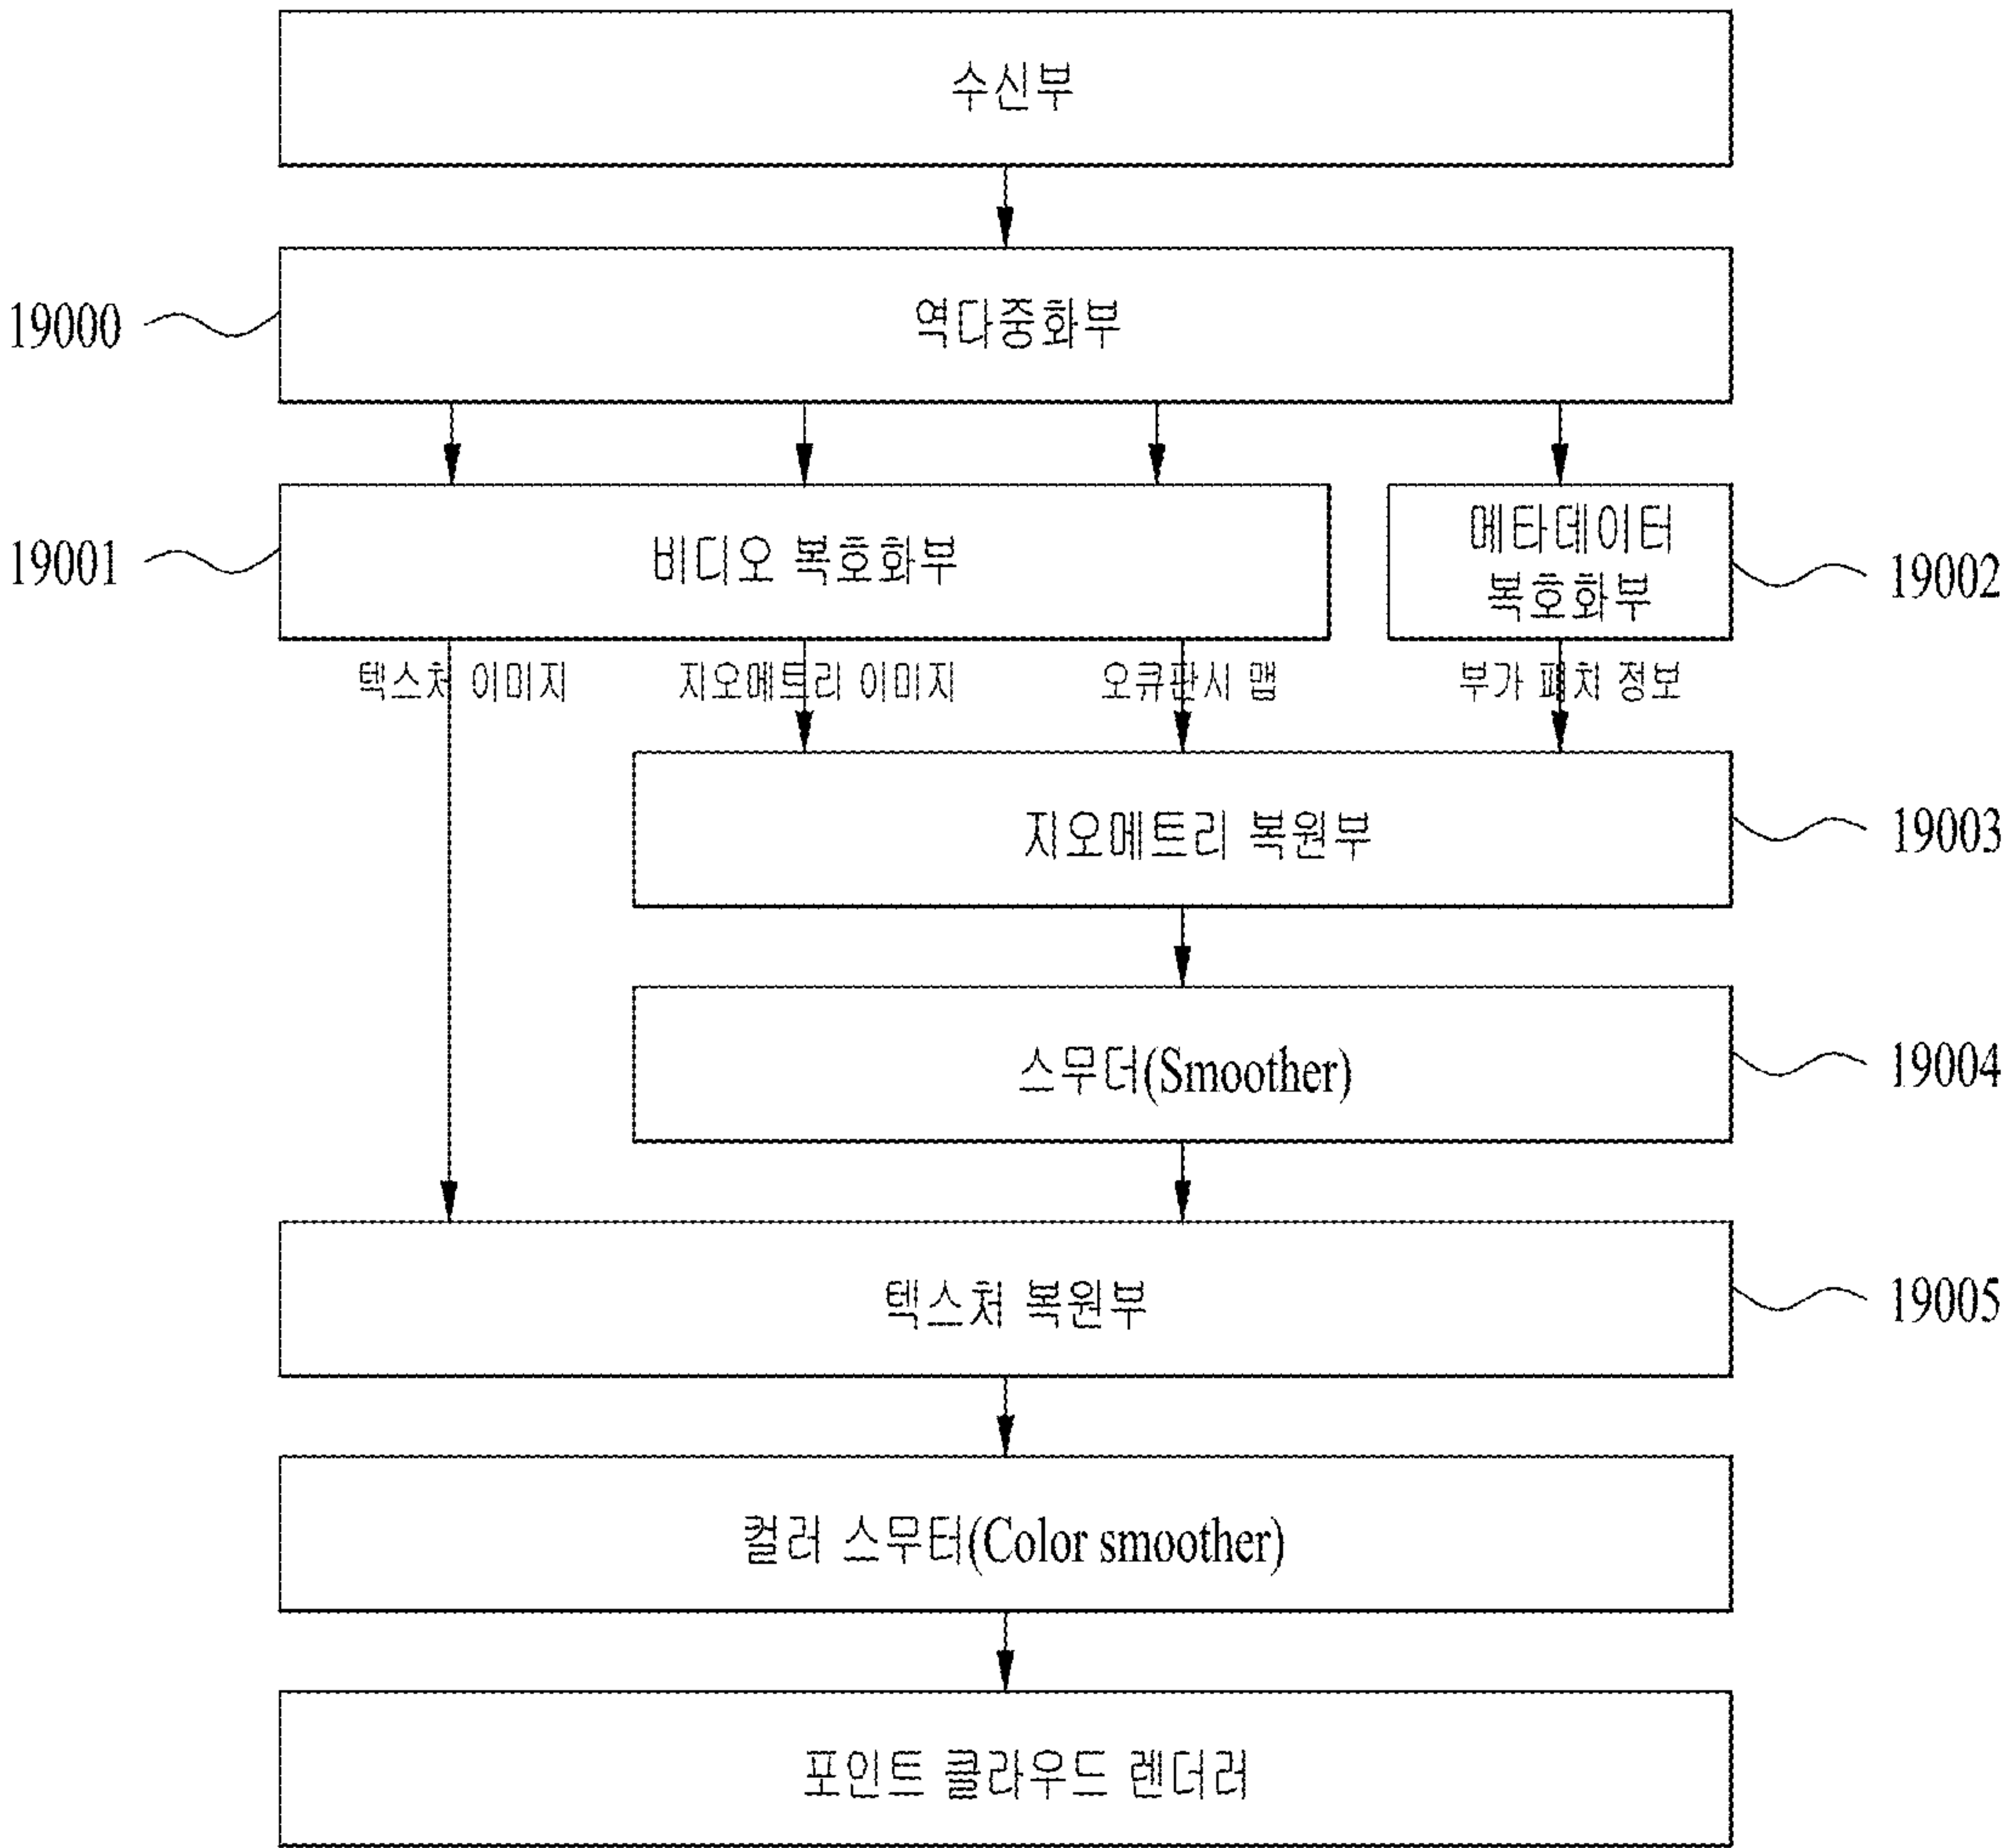 수신부
19000
역다중화부
19001
비디오 복호화부
메타데이터
복호화부
19002
텍스처 이미지
지오메트리 이미지
오큐판시 맵
부가 패치 정보
지오메트리 복원부
19003
스무더(Smoother)
19004
텍스처 복원부
19005
컬러 스무터(Color smoother)
포인트 클라우드 렌더러